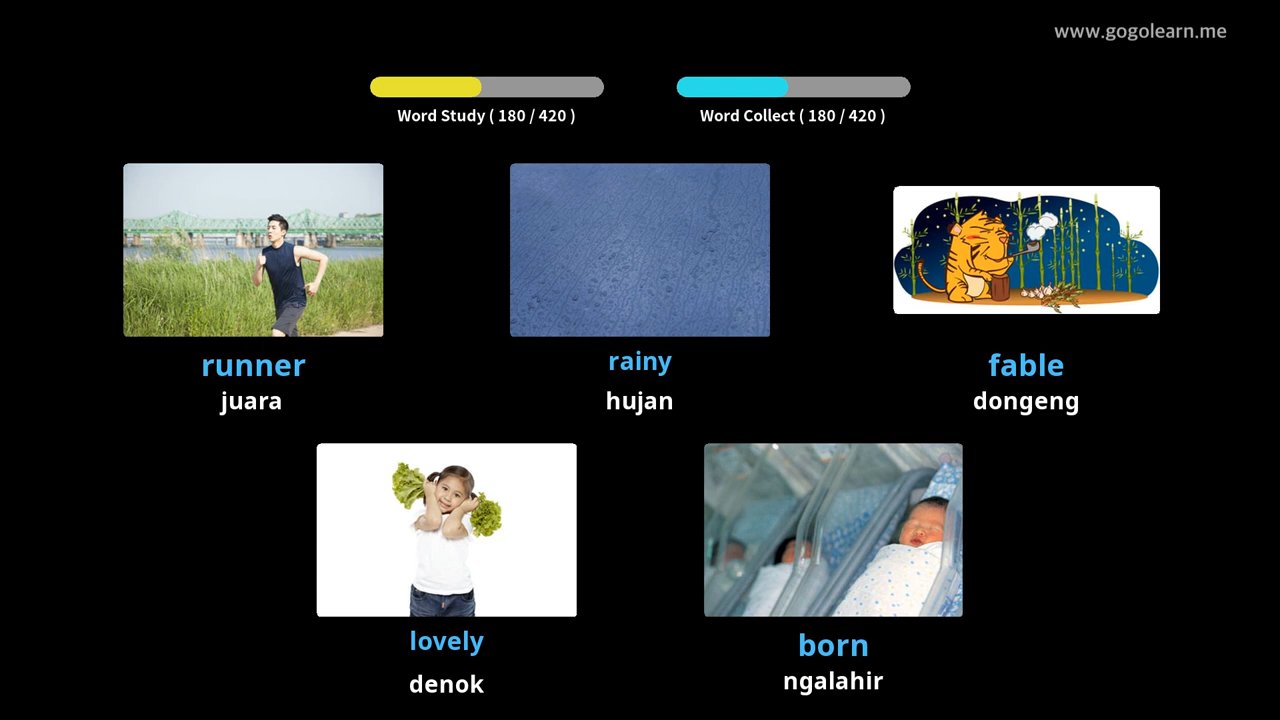 www.gogolearn.me
Word Study ( 180 / 420 )
Word Collect ( 180 / 420 )
runner
juara
rainy
hujan
fable
dongeng
lovely
denok
born
ngalahir